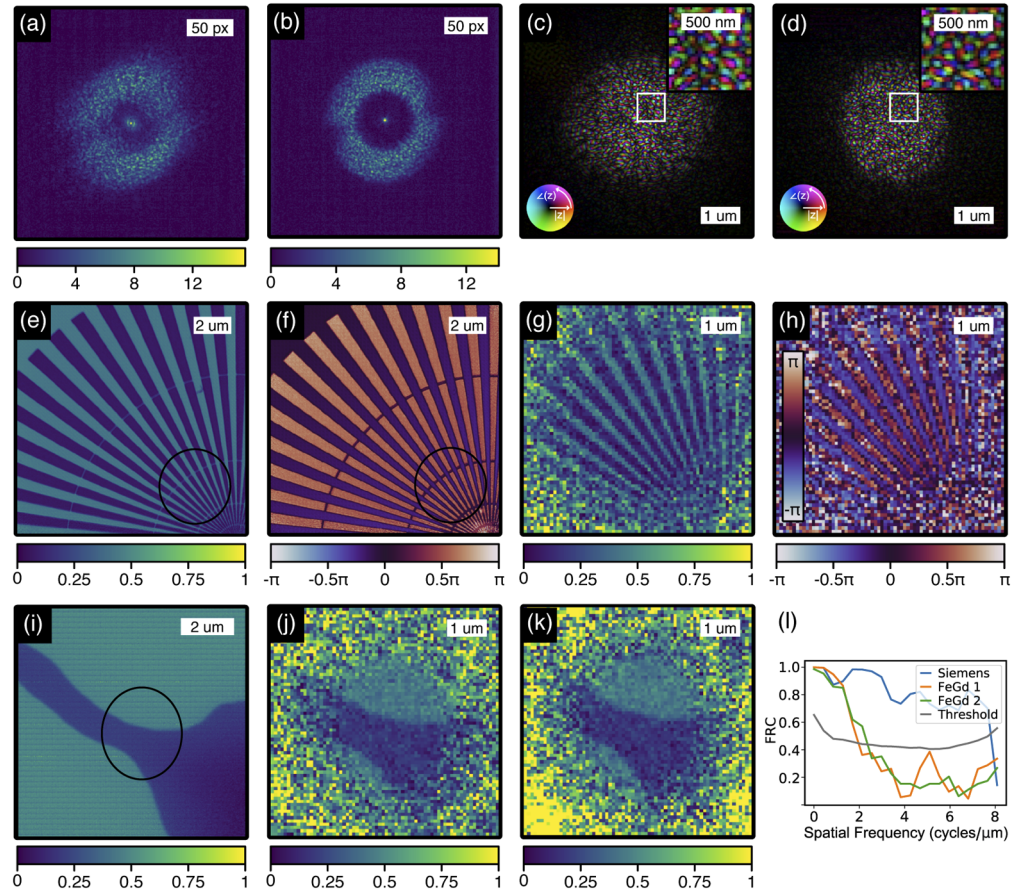 (a) 50 px
(b) 50 px
(c) 500 nm
∠(z)
|z|
1 um
(d) 500 nm
∠(z)
|z|
1 um
0 4 8 12
0 4 8 12
(e) 2 um
(f) 2 um
(g) 1 um
(h) 1 um
π
-π
0 0.25 0.5 0.75 1
-π -0.5π 0 0.5π π
0 0.25 0.5 0.75 1
-π -0.5π 0 0.5π π
(i) 2 um
(j) 1 um
(k) 1 um
(l)
1.0
0.8
0.6
0.4
0.2
FRC
Siemens
FeGd 1
FeGd 2
Threshold
0 2 4 6 8
Spatial Frequency (cycles/μm)
0 0.25 0.5 0.75 1
0 0.25 0.5 0.75 1
0 0.25 0.5 0.75 1